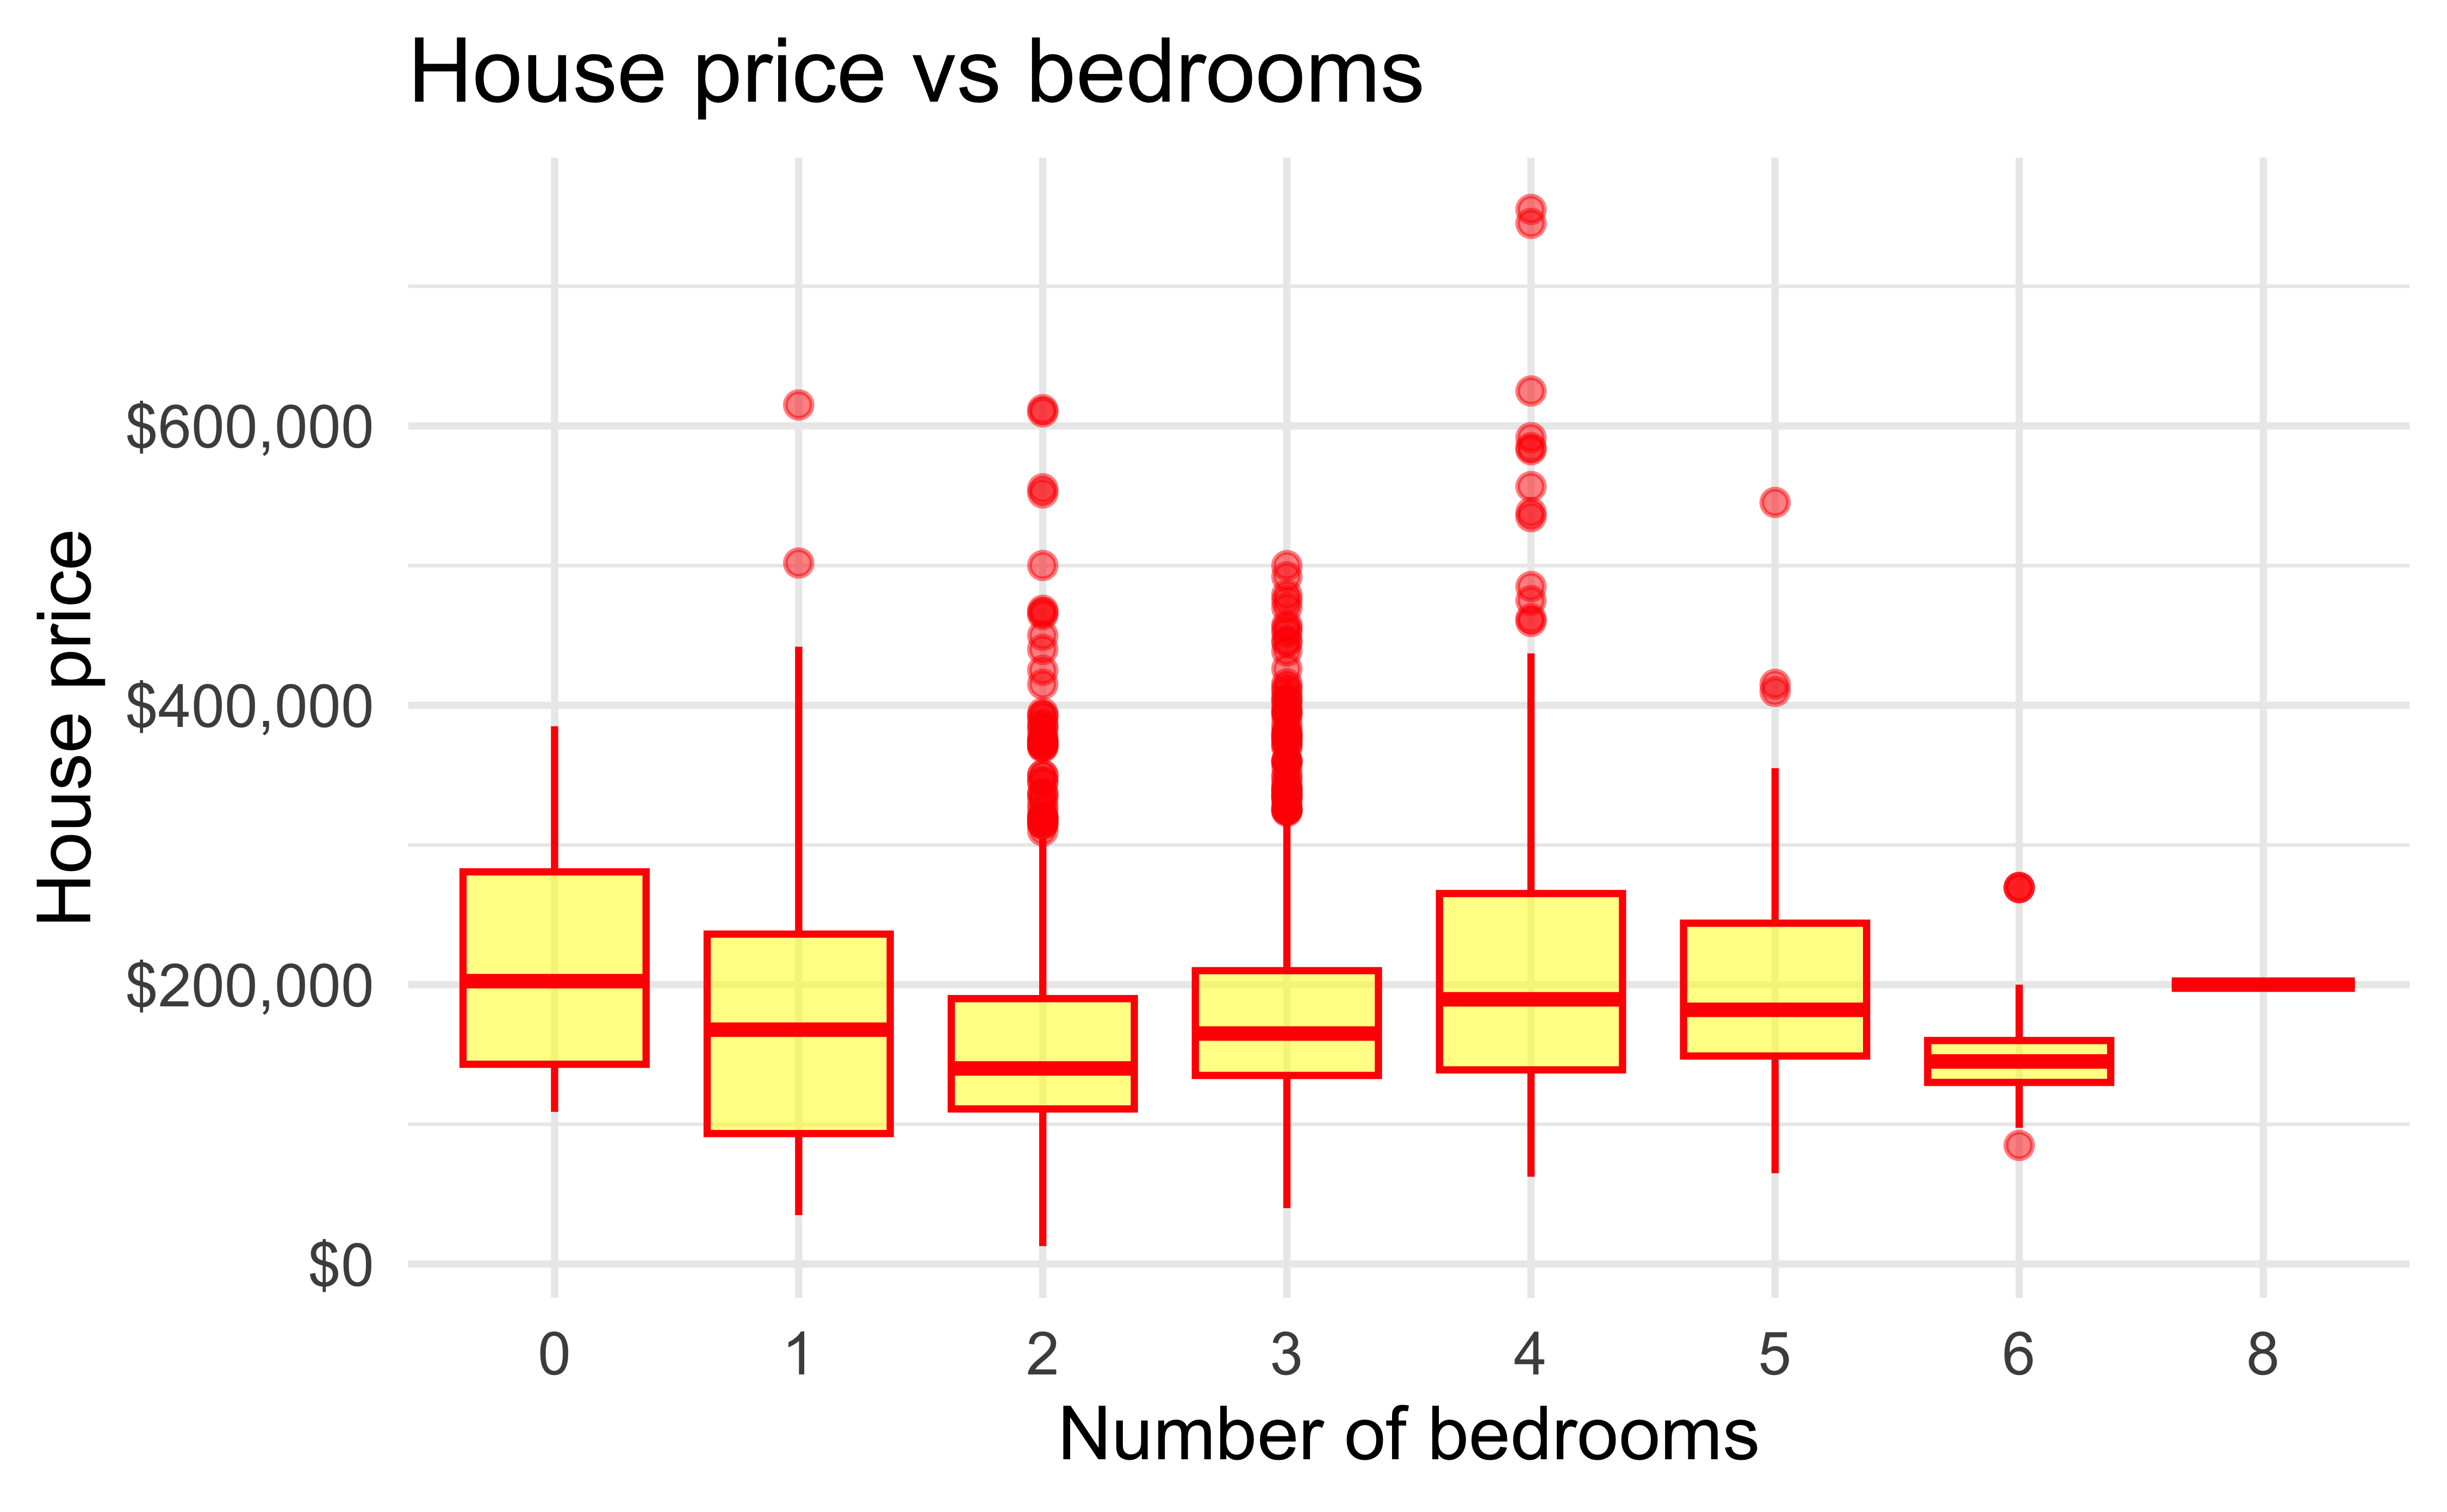 House price vs bedrooms
House price
$600,000
$400,000
$200,000
$0
0 1 2 3 4 5 6 8
Number of bedrooms